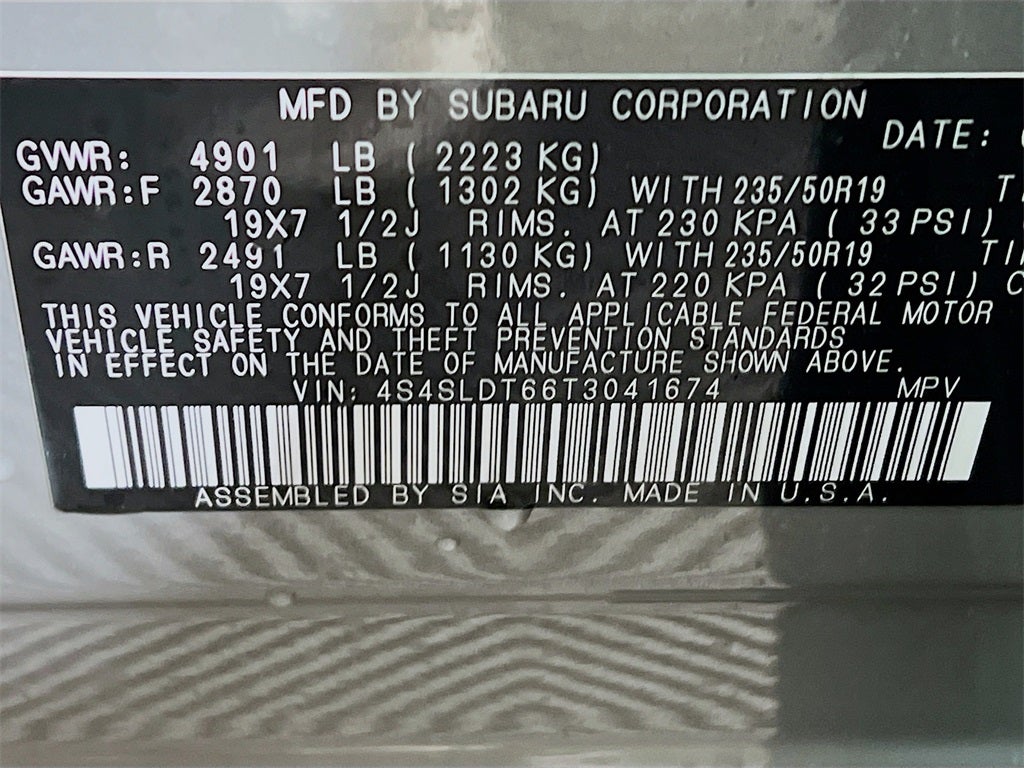 MFD BY SUBARU CORPORATION
DATE:
GVWR: 4901 LB ( 2223 KG)
GAWR:F 2870 LB ( 1302 KG) WITH 235/50R19
19X7 1/2J RIMS. AT 230 KPA ( 33 PSI)
GAWR:R 2491 LB ( 1130 KG) WITH 235/50R19
19X7 1/2J RIMS. AT 220 KPA ( 32 PSI)
THIS VEHICLE CONFORMS TO ALL APPLICABLE FEDERAL MOTOR
VEHICLE SAFETY AND THEFT PREVENTION STANDARDS
IN EFFECT ON THE DATE OF MANUFACTURE SHOWN ABOVE.
VIN: 4S4SLDT66T3041674 MPV
ASSEMBLED BY SIA INC. MADE IN U.S.A.